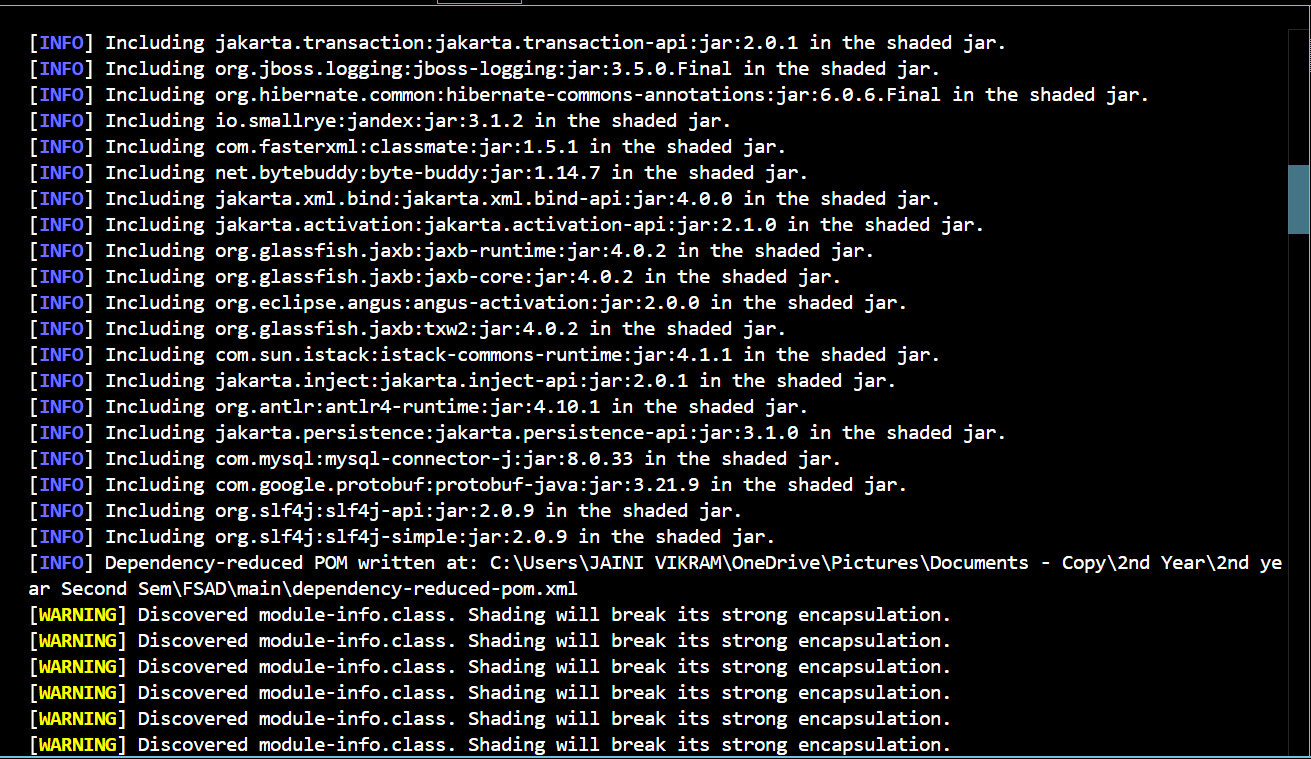 [INFO] Including jakarta.transaction:jakarta.transaction-api:jar:2.0.1 in the shaded jar.
[INFO] Including org.jboss.logging:jboss-logging:jar:3.5.0.Final in the shaded jar.
[INFO] Including org.hibernate.common:hibernate-commons-annotations:jar:6.0.6.Final in the shaded jar.
[INFO] Including io.smallrye:jandex:jar:3.1.2 in the shaded jar.
[INFO] Including com.fasterxml:classmate:jar:1.5.1 in the shaded jar.
[INFO] Including net.bytebuddy:byte-buddy:jar:1.14.7 in the shaded jar.
[INFO] Including jakarta.xml.bind:jakarta.xml.bind-api:jar:4.0.0 in the shaded jar.
[INFO] Including jakarta.activation:jakarta.activation-api:jar:2.1.0 in the shaded jar.
[INFO] Including org.glassfish.jaxb:jaxb-runtime:jar:4.0.2 in the shaded jar.
[INFO] Including org.glassfish.jaxb:jaxb-core:jar:4.0.2 in the shaded jar.
[INFO] Including org.eclipse.angus:angus-activation:jar:2.0.0 in the shaded jar.
[INFO] Including org.glassfish.jaxb:txw2:jar:4.0.2 in the shaded jar.
[INFO] Including com.sun.istack:istack-commons-runtime:jar:4.1.1 in the shaded jar.
[INFO] Including jakarta.inject:jakarta.inject-api:jar:2.0.1 in the shaded jar.
[INFO] Including org.antlr:antlr4-runtime:jar:4.10.1 in the shaded jar.
[INFO] Including jakarta.persistence:jakarta.persistence-api:jar:3.1.0 in the shaded jar.
[INFO] Including com.mysql:mysql-connector-j:jar:8.0.33 in the shaded jar.
[INFO] Including com.google.protobuf:protobuf-java:jar:3.21.9 in the shaded jar.
[INFO] Including org.slf4j:slf4j-api:jar:2.0.9 in the shaded jar.
[INFO] Including org.slf4j:slf4j-simple:jar:2.0.9 in the shaded jar.
[INFO] Dependency-reduced POM written at: C:\Users\JAINI VIKRAM\OneDrive\Pictures\Documents - Copy\2nd Year\2nd ye
ar Second Sem\FSAD\main\dependency-reduced-pom.xml
[WARNING] Discovered module-info.class. Shading will break its strong encapsulation.
[WARNING] Discovered module-info.class. Shading will break its strong encapsulation.
[WARNING] Discovered module-info.class. Shading will break its strong encapsulation.
[WARNING] Discovered module-info.class. Shading will break its strong encapsulation.
[WARNING] Discovered module-info.class. Shading will break its strong encapsulation.
[WARNING] Discovered module-info.class. Shading will break its strong encapsulation.